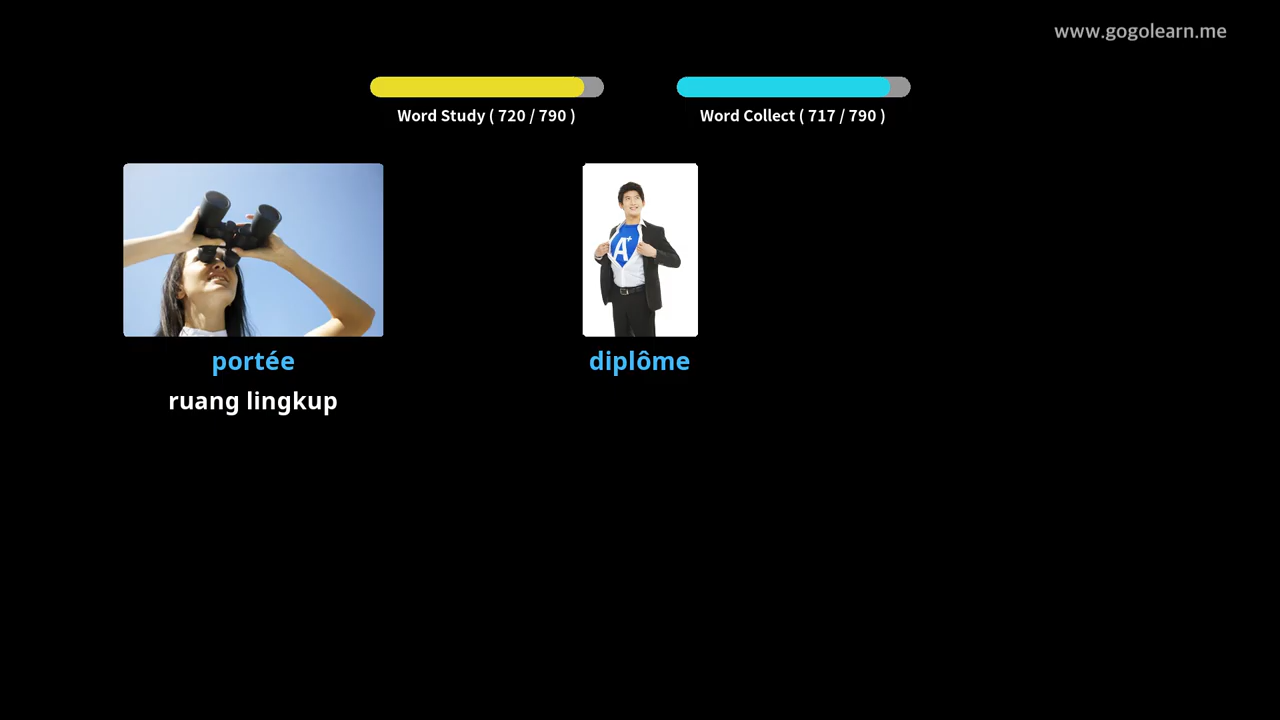 www.gogolearn.me
Word Study ( 720 / 790 )
Word Collect ( 717 / 790 )
A+
portée
diplôme
ruang lingkup